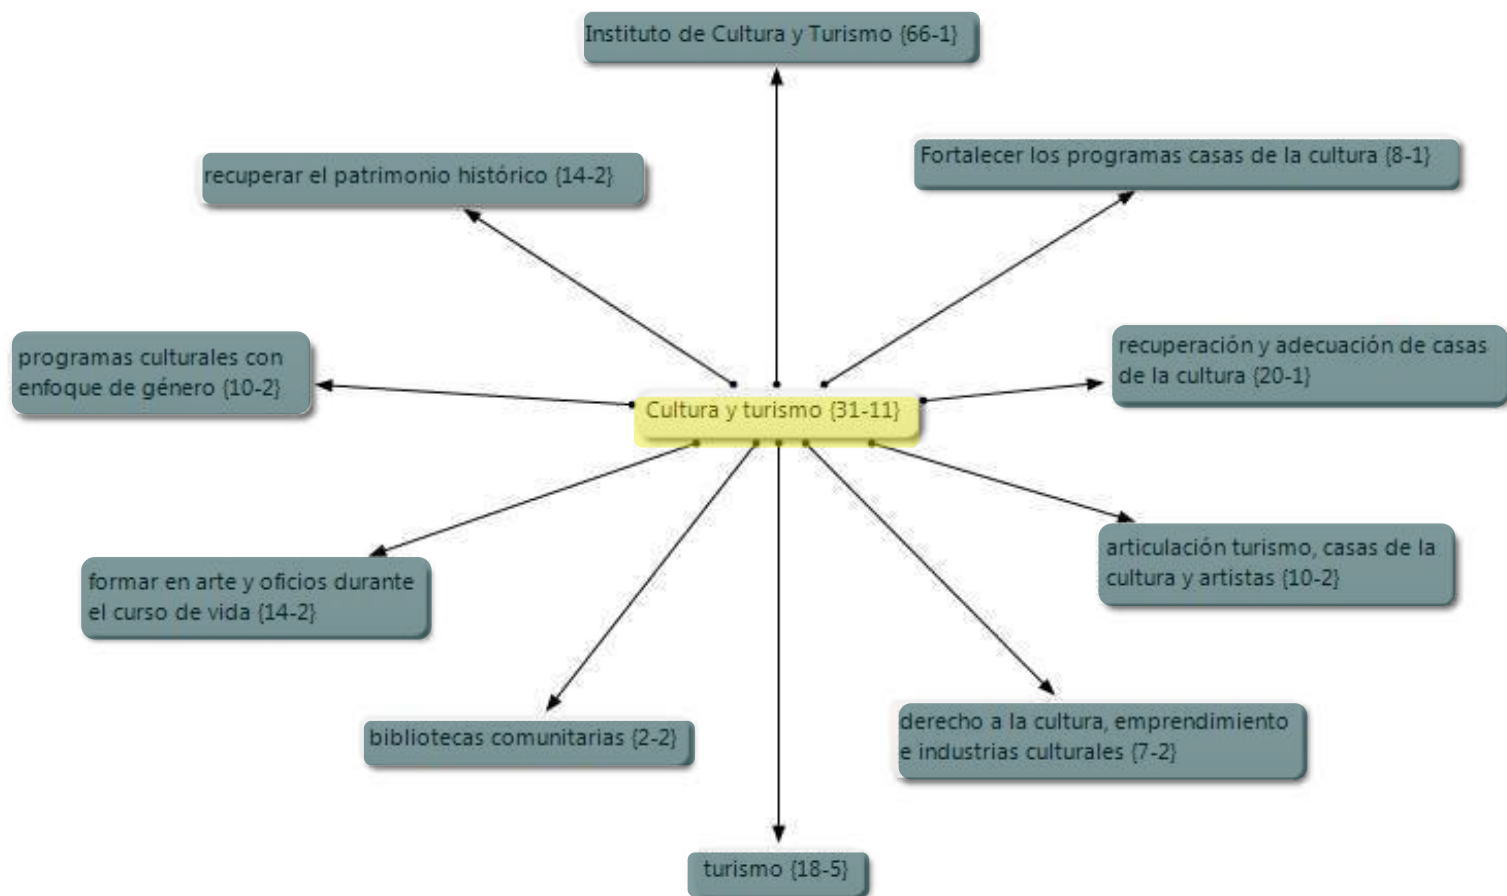 Instituto de Cultura y Turismo {66-1}
Fortalecer los programas casas de la cultura {8-1}
recuperar el patrimonio histórico {14-2}
recuperación y adecuación de casas
de la cultura {20-1}
programas culturales con
enfoque de género {10-2}
Cultura y turismo {31-11}
articulación turismo, casas de la
cultura y artistas {10-2}
formar en arte y oficios durante
el curso de vida {14-2}
derecho a la cultura, emprendimiento
e industrias culturales {7-2}
bibliotecas comunitarias {2-2}
turismo {18-5}